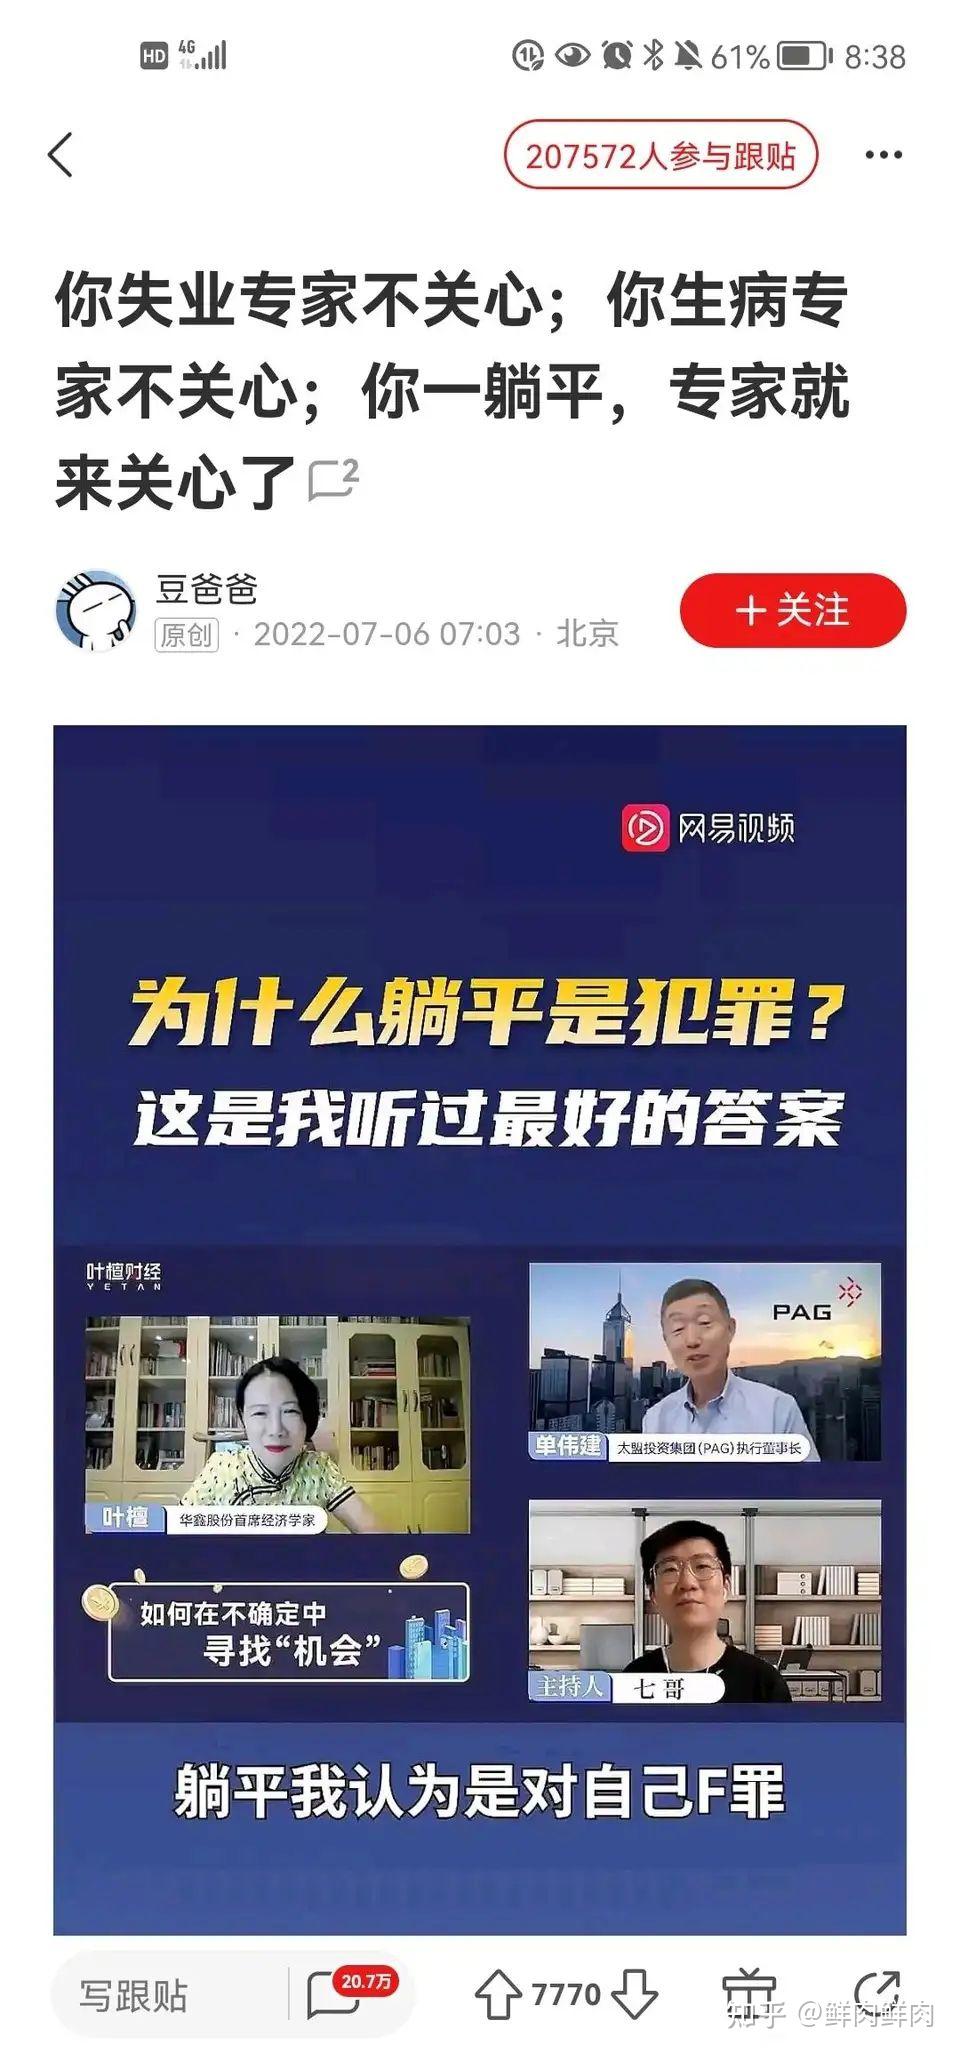 HD 4G 61% 8:38
207572人参与跟贴
你失业专家不关心；你生病专
家不关心；你一躺平，专家就
来关心了 2
豆爸爸
原创 · 2022-07-06 07:03 · 北京
+关注
网易视频
为什么躺平是犯罪？
这是我听过最好的答案
叶檀财经
YETAN
PAG
单伟建 太盟投资集团(PAG)执行董事长
叶檀 华鑫股份首席经济学家
如何在不确定中
寻找“机会”
主持人 七哥
躺平我认为是对自己F罪
写跟贴 20.7万 7770
知乎 @鲜肉鲜肉